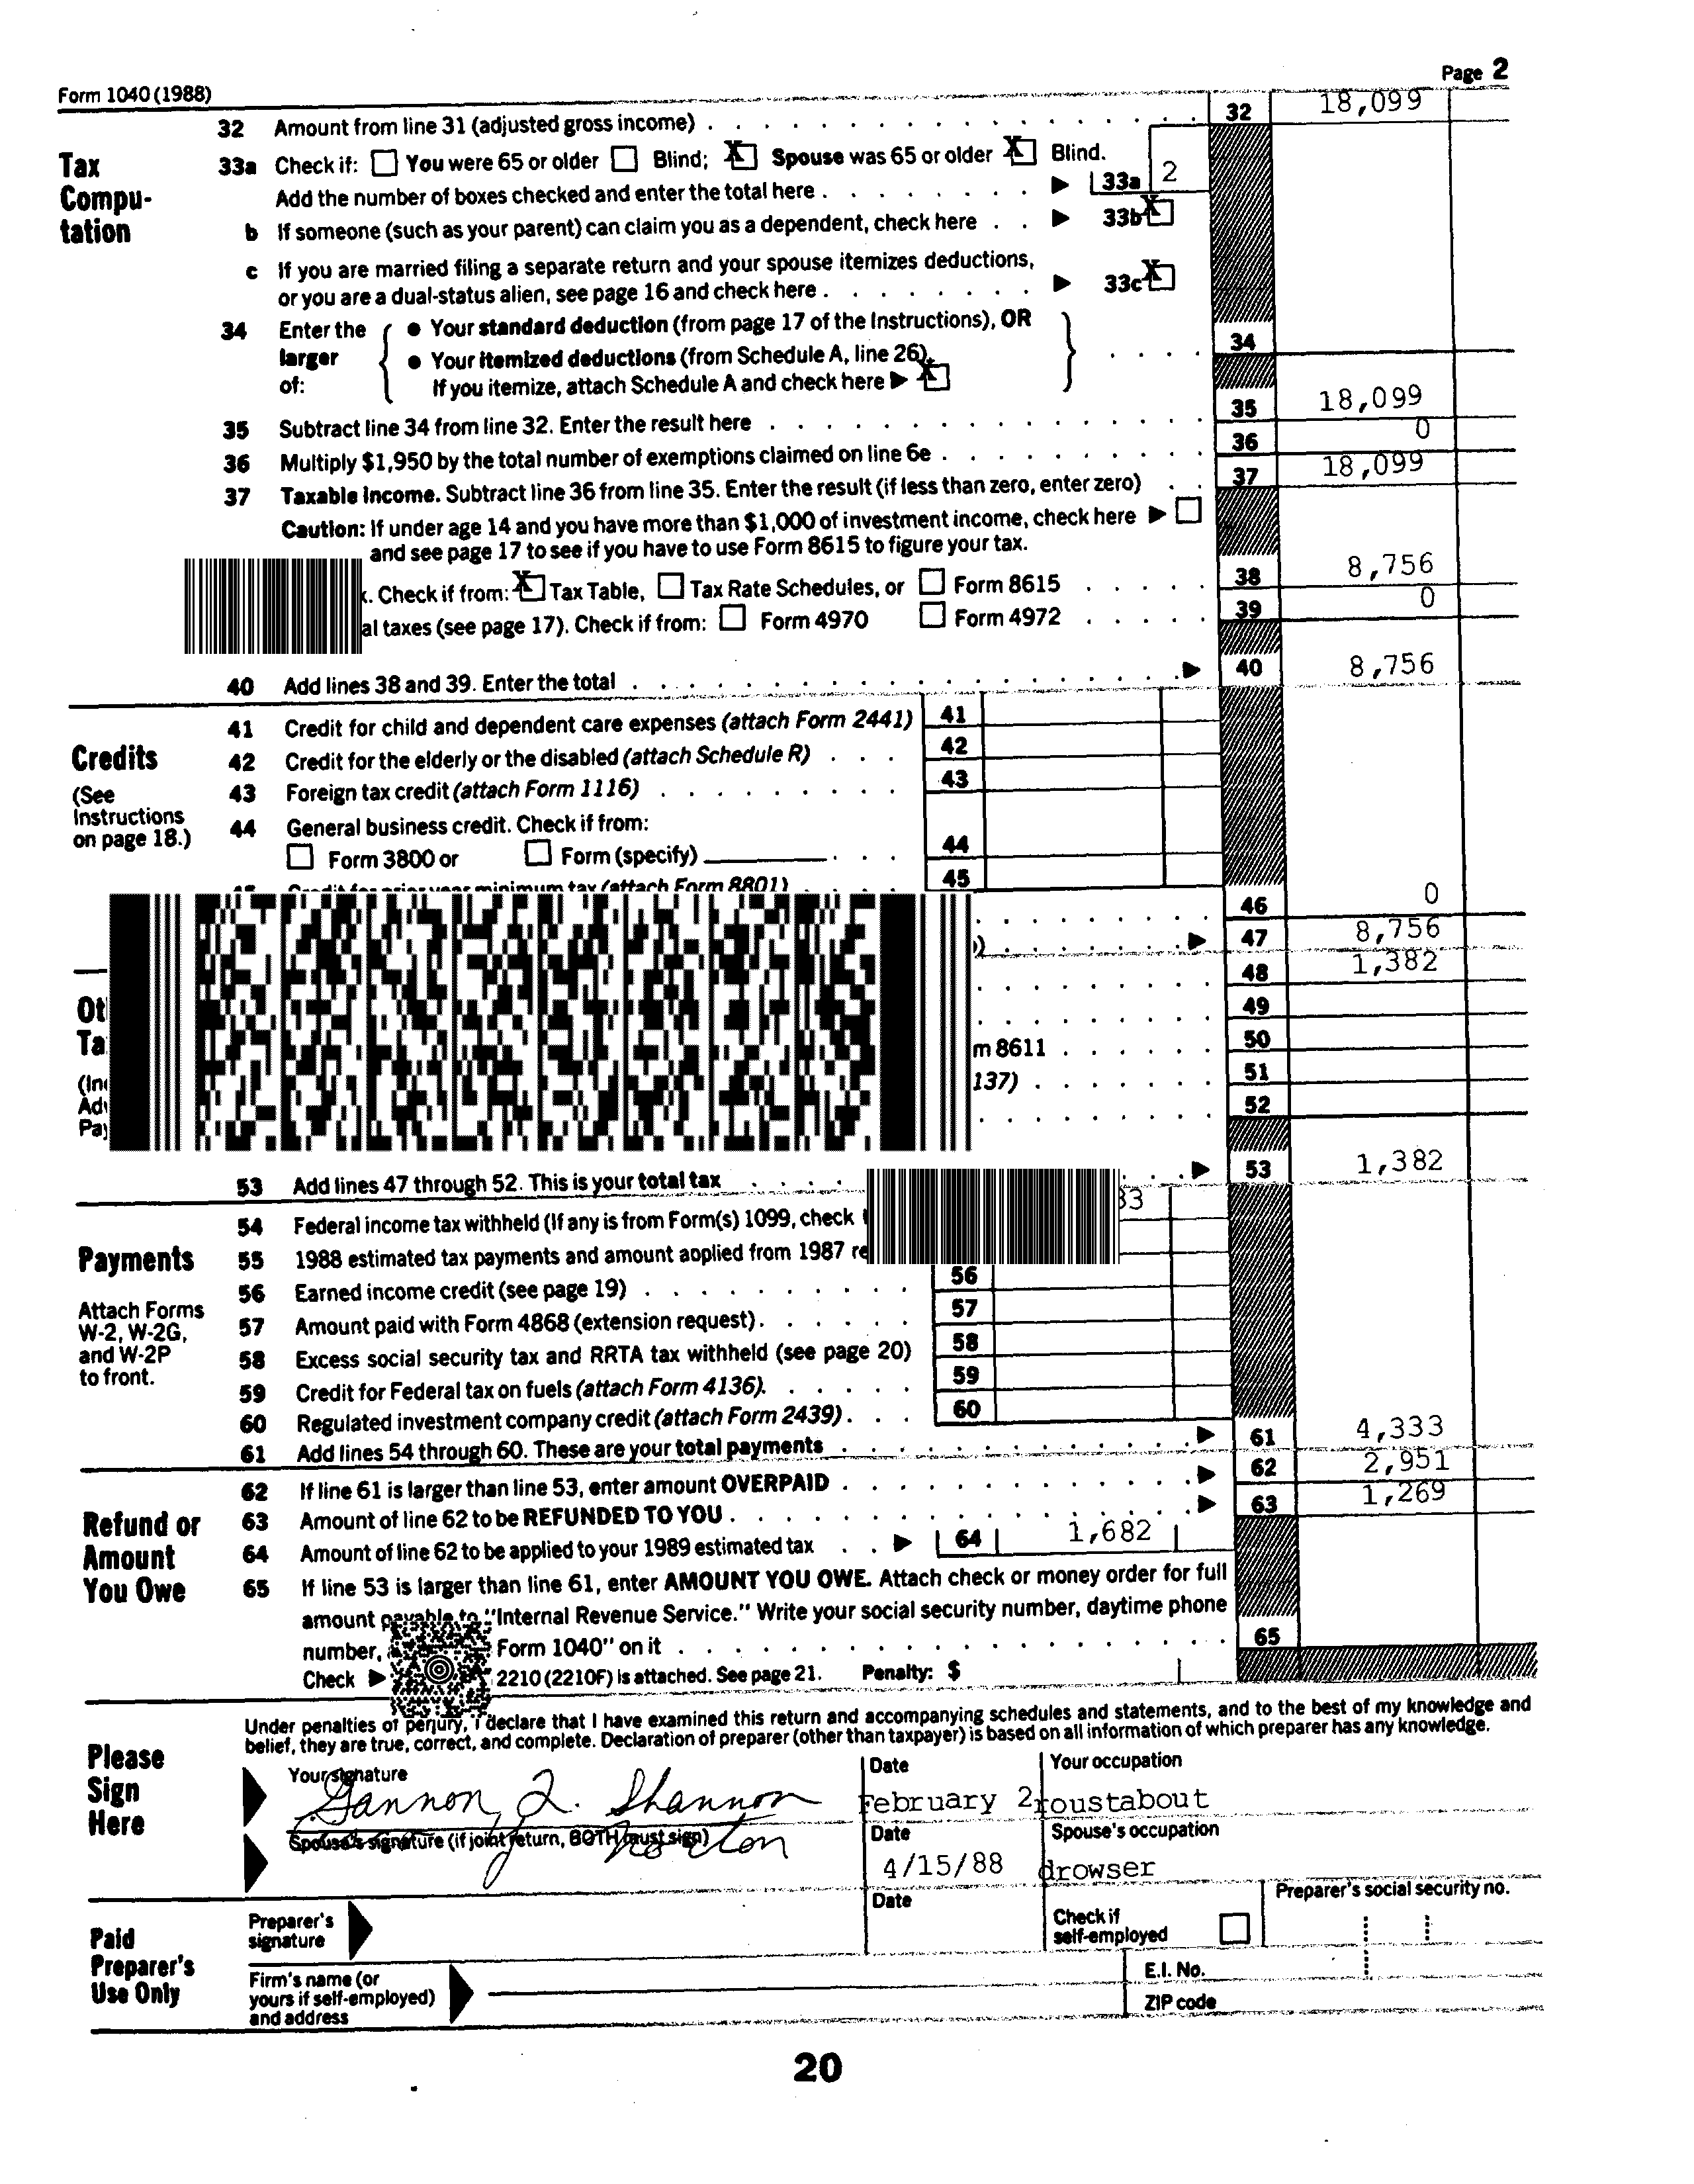 Form 1040 (1988)
Page 2
32 Amount from line 31 (adjusted gross income) . . . 32 18,099
Tax Compu-tation
33a Check if: You were 65 or older Blind; X Spouse was 65 or older X Blind.
Add the number of boxes checked and enter the total here . . . 33a 2
b If someone (such as your parent) can claim you as a dependent, check here . . 33b X
c If you are married filing a separate return and your spouse itemizes deductions,
or you are a dual-status alien, see page 16 and check here . . . 33c X
34 Enter the larger of:
● Your standard deduction (from page 17 of the Instructions), OR
● Your itemized deductions (from Schedule A, line 26).
If you itemize, attach Schedule A and check here ▶ X
34
35 Subtract line 34 from line 32. Enter the result here . . . 35 18,099
36 Multiply $1,950 by the total number of exemptions claimed on line 6e . . . 36 0
37 Taxable income. Subtract line 36 from line 35. Enter the result (if less than zero, enter zero) . . 37 18,099
Caution: If under age 14 and you have more than $1,000 of investment income, check here ▶
and see page 17 to see if you have to use Form 8615 to figure your tax.
. Check if from: X Tax Table, Tax Rate Schedules, or Form 8615 . . . 38 8,756
al taxes (see page 17). Check if from: Form 4970 Form 4972 . . . 39 0
40 Add lines 38 and 39. Enter the total . . . ▶ 40 8,756
Credits
(See Instructions on page 18.)
41 Credit for child and dependent care expenses (attach Form 2441) 41
42 Credit for the elderly or the disabled (attach Schedule R) . . . 42
43 Foreign tax credit (attach Form 1116) . . . 43
44 General business credit. Check if from:
Form 3800 or Form (specify) . . . 44
45 Credit for prior year minimum tax (attach Form 8801) . . . 45
. . . 46 0
) . . . ▶ 47 8,756
. . . 48 1,382
Ot
. . . 49
Ta
m 8611 . . . 50
137) . . . 51
Pay
. . . 52
53 Add lines 47 through 52. This is your total tax . . . ▶ 53 1,382
54 Federal income tax withheld (If any is from Form(s) 1099, check 33
Payments
Attach Forms W-2, W-2G, and W-2P to front.
55 1988 estimated tax payments and amount applied from 1987 re
56 Earned income credit (see page 19) . . . 56
57 Amount paid with Form 4868 (extension request) . . . 57
58 Excess social security tax and RRTA tax withheld (see page 20) 58
59 Credit for Federal tax on fuels (attach Form 4136). . . . 59
60 Regulated investment company credit (attach Form 2439) . . . 60
61 Add lines 54 through 60. These are your total payments . . . ▶ 61 4,333
62 If line 61 is larger than line 53, enter amount OVERPAID . . . ▶ 62 2,951
Refund or Amount You Owe
63 Amount of line 62 to be REFUNDED TO YOU . . . ▶ 63 1,269
64 Amount of line 62 to be applied to your 1989 estimated tax . . ▶ 64 1,682
65 If line 53 is larger than line 61, enter AMOUNT YOU OWE. Attach check or money order for full
amount payable to "Internal Revenue Service." Write your social security number, daytime phone
number, Form 1040" on it . . . 65
Check ▶ 2210 (2210F) is attached. See page 21. Penalty: $
Please Sign Here
Under penalties of perjury, I declare that I have examined this return and accompanying schedules and statements, and to the best of my knowledge and
belief, they are true, correct, and complete. Declaration of preparer (other than taxpayer) is based on all information of which preparer has any knowledge.
Your signature Date Your occupation
Gannon Shannon February 2 roustabout
Spouse's signature (if joint return, BOTH must sign) Date Spouse's occupation
Norton 4/15/88 drowser
Paid Preparer's Use Only
Preparer's signature Date Check if self-employed Preparer's social security no.
Firm's name (or yours if self-employed) and address
E.I. No.
ZIP code
20